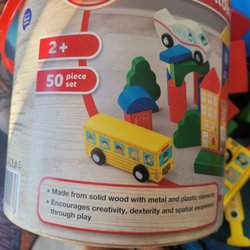 2+
50 piece
set
• Made from solid wood with metal and plastic elements
• Encourages creativity, dexterity and spatial awareness
through play